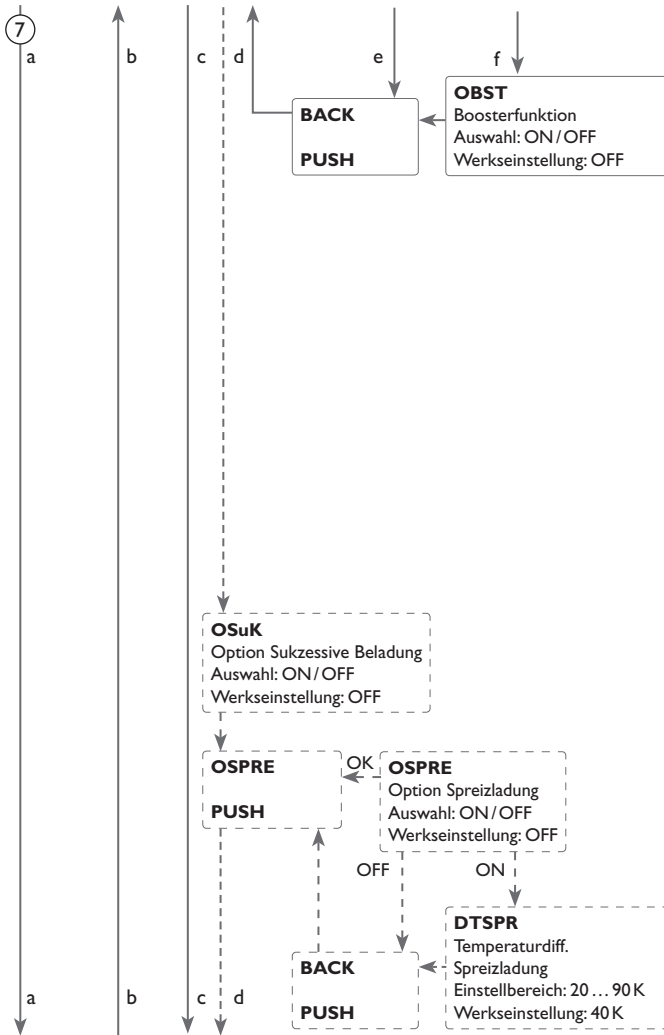 7
a b c d e f
OBST
Boosterfunktion
Auswahl: ON / OFF
Werkseinstellung: OFF
BACK
PUSH
OSuK
Option Sukzessive Beladung
Auswahl: ON / OFF
Werkseinstellung: OFF
OSPRE
PUSH
OK
OSPRE
Option Spreizladung
Auswahl: ON / OFF
Werkseinstellung: OFF
OFF ON
DTSPR
Temperaturdiff.
Spreizladung
Einstellbereich: 20 ... 90 K
Werkseinstellung: 40 K
BACK
PUSH
a b c d